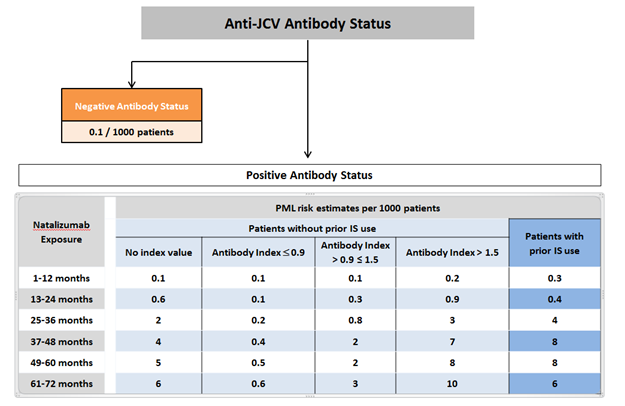 Anti-JCV Antibody Status
Negative Antibody Status
0.1 / 1000 patients
Positive Antibody Status
Natalizumab
Exposure
PML risk estimates per 1000 patients
Patients without prior IS use
Patients with
prior IS use
No index value
Antibody Index ≤ 0.9
Antibody Index
> 0.9 ≤ 1.5
Antibody Index > 1.5
1-12 months 0.1 0.1 0.1 0.2 0.3
13-24 months 0.6 0.1 0.3 0.9 0.4
25-36 months 2 0.2 0.8 3 4
37-48 months 4 0.4 2 7 8
49-60 months 5 0.5 2 8 8
61-72 months 6 0.6 3 10 6